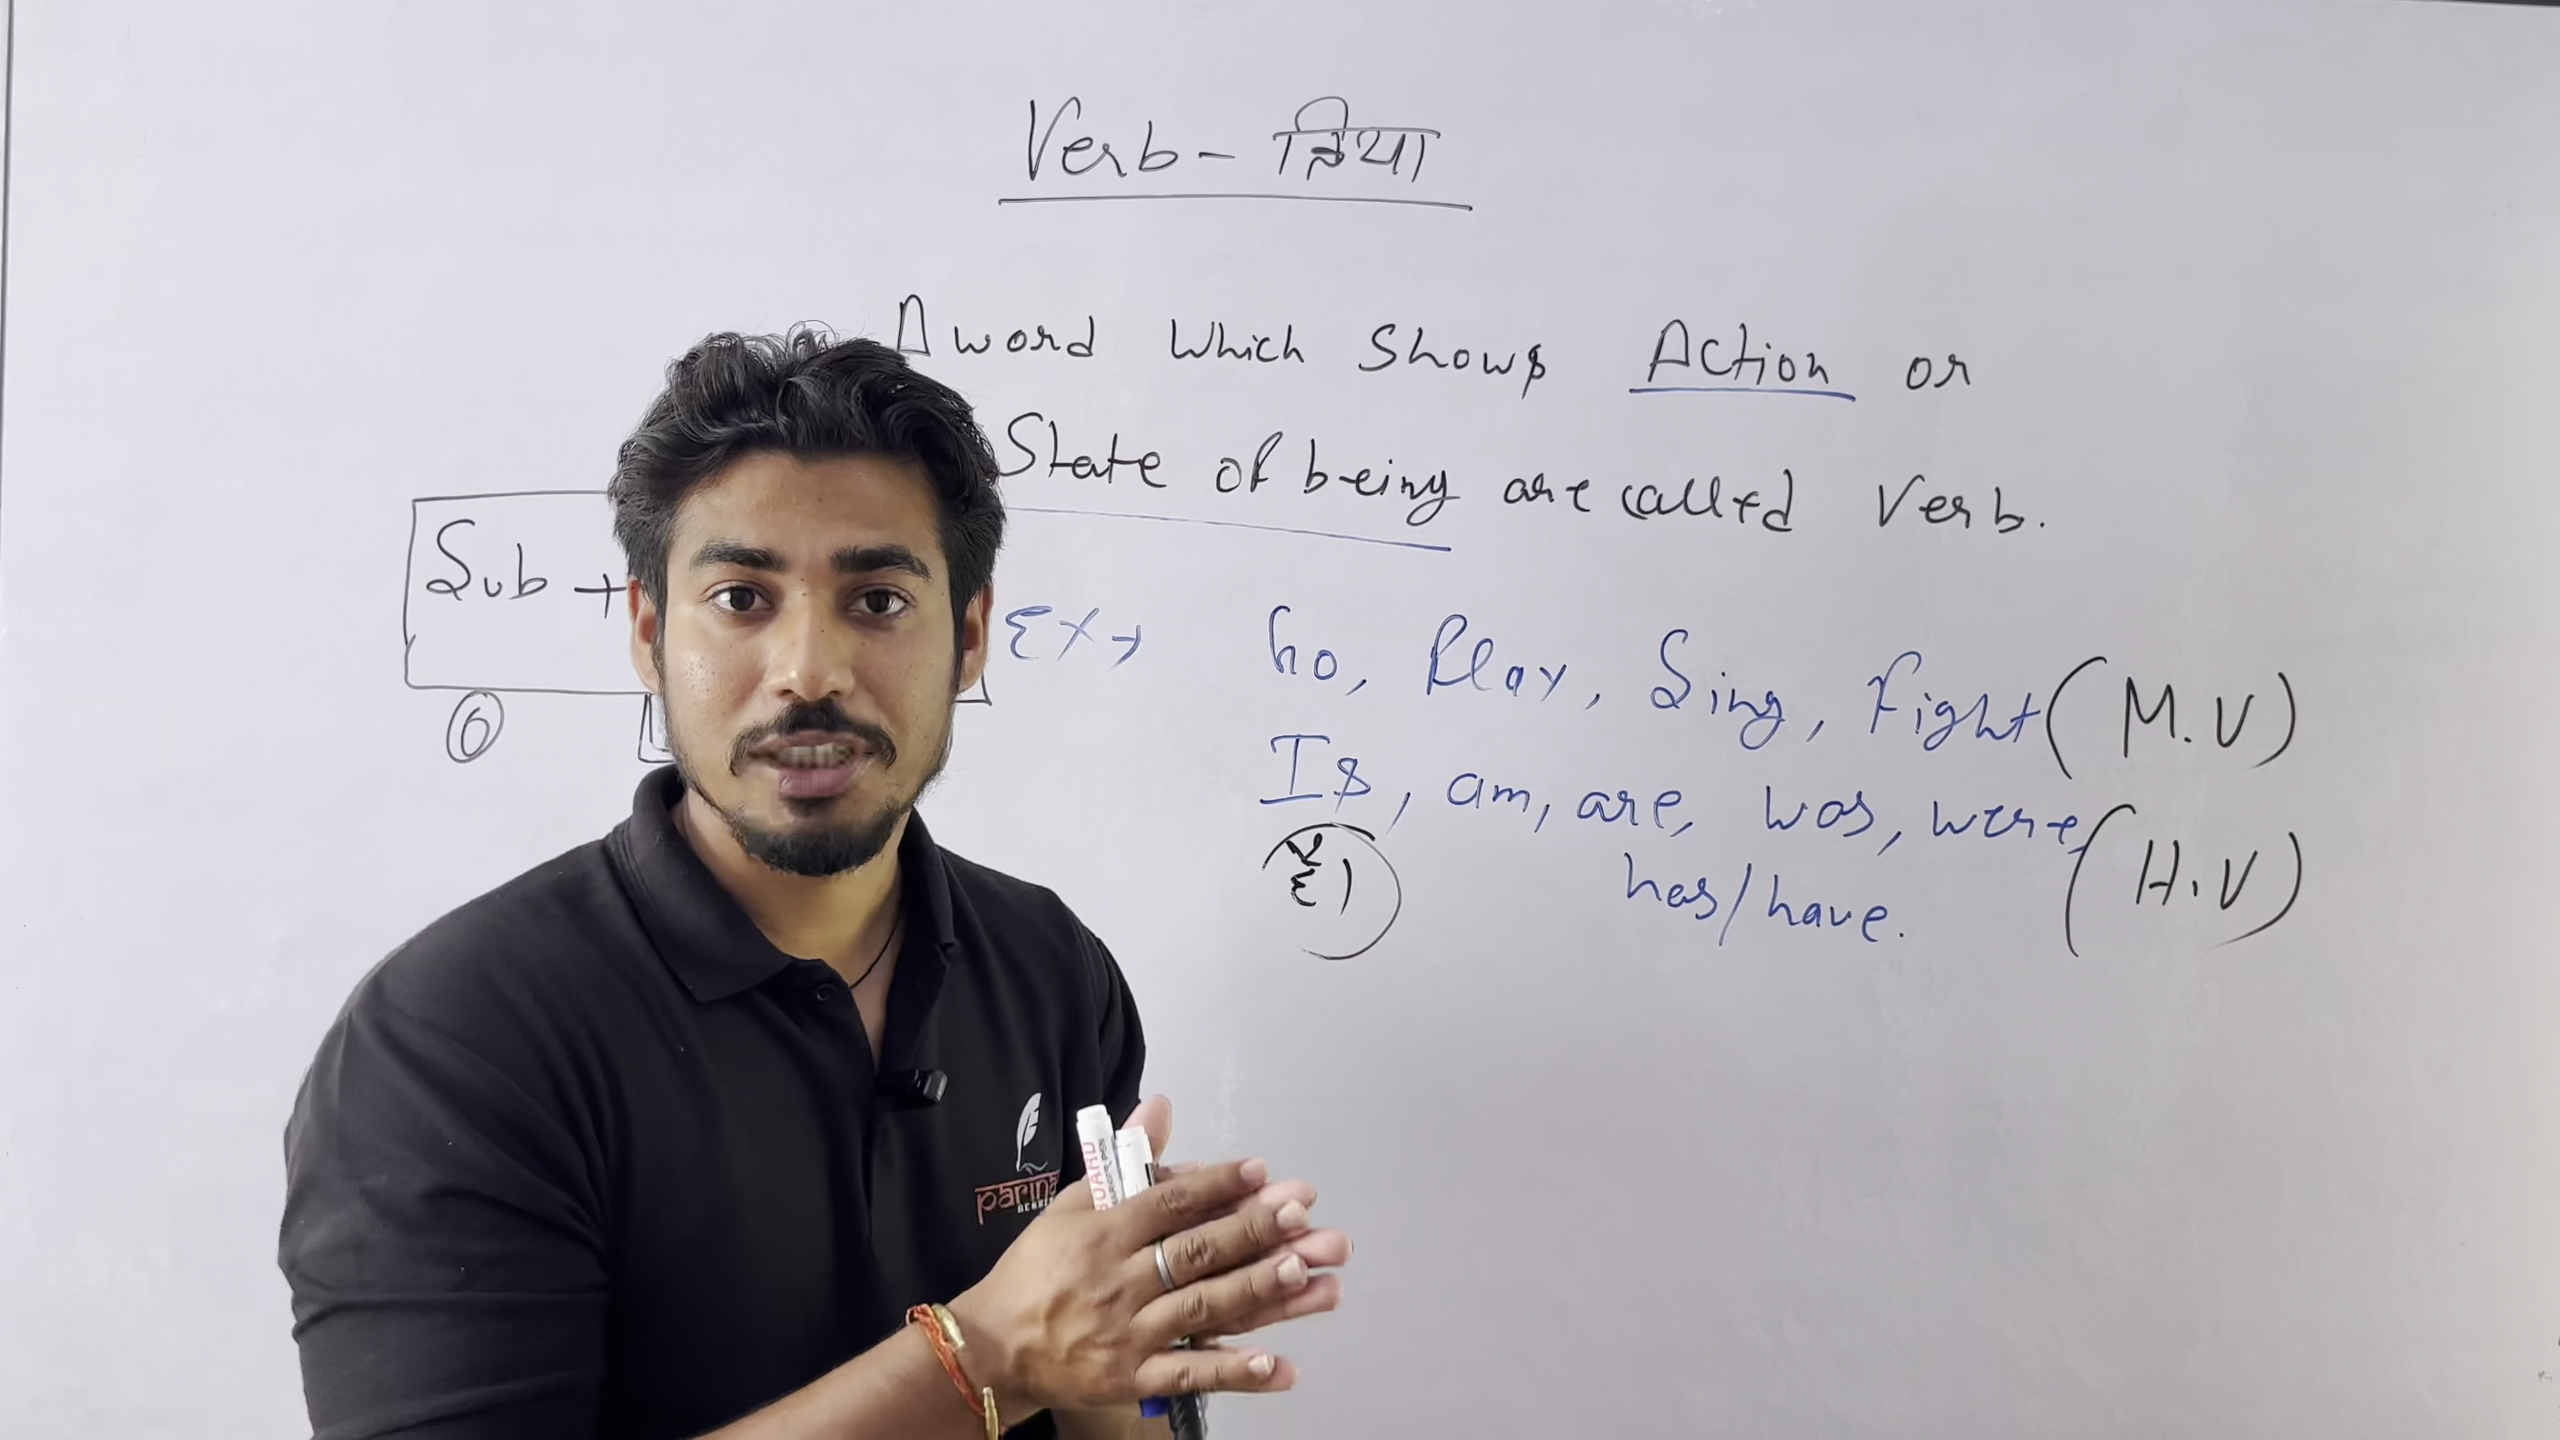 Verb - क्रिया
A word which shows Action or
State of being are called Verb.
Sub +
6
Ex → Go, Play, Sing, Fight (M.V)
Is, am, are, was, were, (H.V)
has/have.
parina